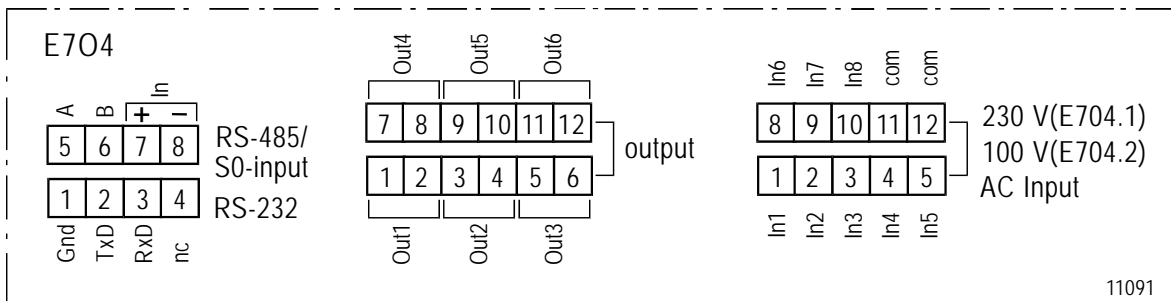 E704
A B In
+ −
5 6 7 8
RS-485/
S0-input
1 2 3 4
RS-232
Gnd TxD RxD nc
Out4 Out5 Out6
7 8 9 10 11 12
1 2 3 4 5 6
output
Out1 Out2 Out3
In6 In7 In8 com com
8 9 10 11 12
1 2 3 4 5
230 V(E704.1)
100 V(E704.2)
AC Input
In1 In2 In3 In4 In5
11091